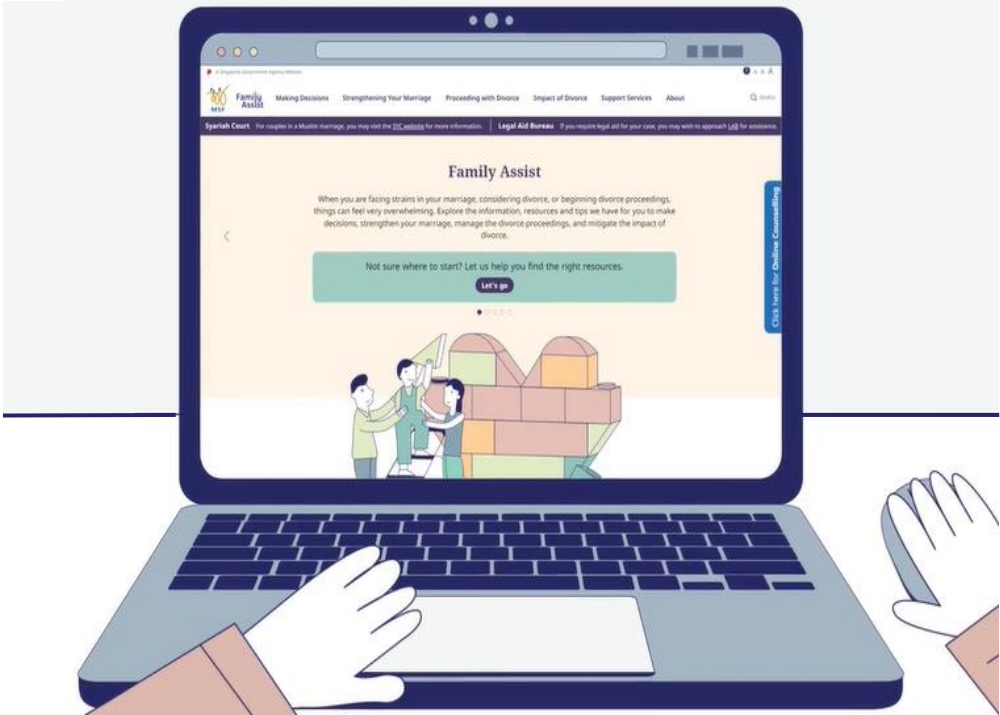 A Singapore Government Agency Website
A A A
MSF
Family
Assist
Making Decisions Strengthening Your Marriage Proceeding with Divorce Impact of Divorce Support Services About
Search
Syariah Court For couples in a Muslim marriage, you may visit the SYC website for more information. Legal Aid Bureau If you require legal aid for your case, you may wish to approach LAB for assistance.
Family Assist
When you are facing strains in your marriage, considering divorce, or beginning divorce proceedings,
things can feel very overwhelming. Explore the information, resources and tips we have for you to make
decisions, strengthen your marriage, manage the divorce proceedings, and mitigate the impact of
divorce.
Not sure where to start? Let us help you find the right resources.
Let's go
Click here for Online Counselling